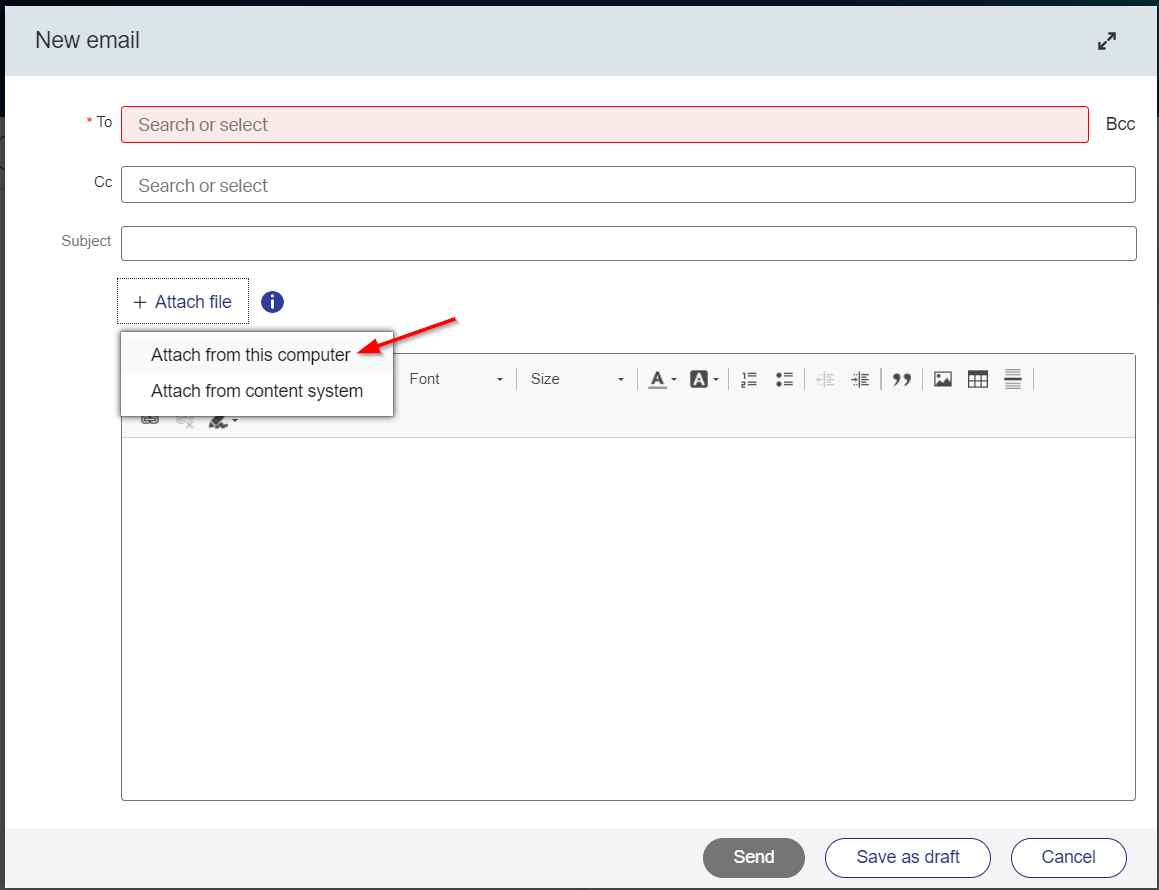 New email
* To Search or select Bcc
Cc Search or select
Subject
+ Attach file
Attach from this computer
Attach from content system
Font Size
Send Save as draft Cancel